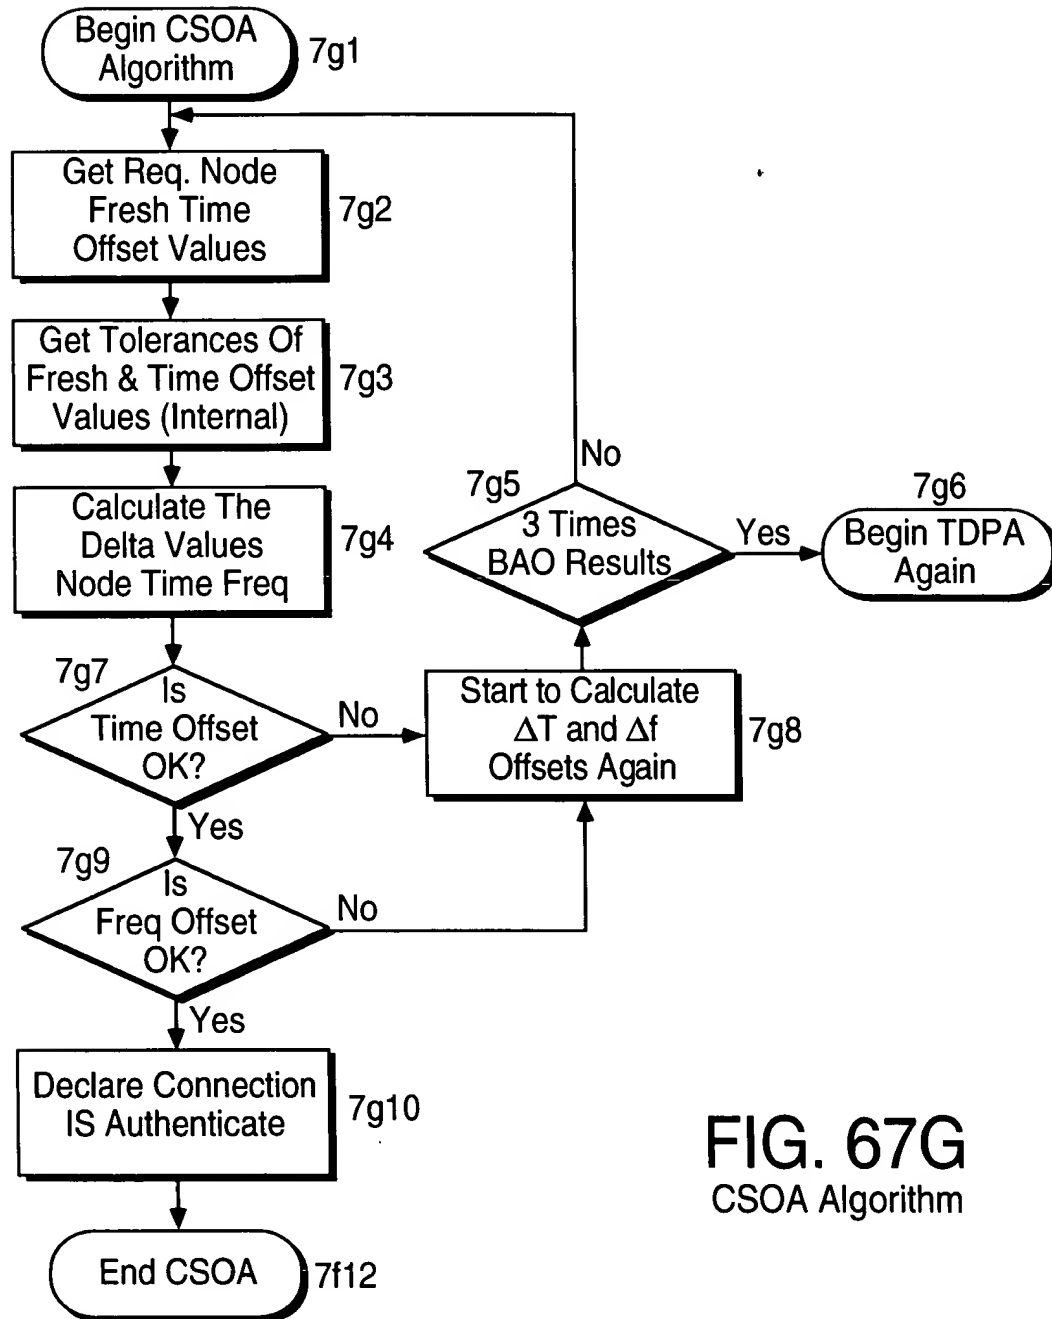 Begin CSOA
Algorithm
7g1
Get Req. Node
Fresh Time
Offset Values
7g2
Get Tolerances Of
Fresh & Time Offset
Values (Internal)
7g3
Calculate The
Delta Values
Node Time Freq
7g4
No
7g5
3 Times
BAO Results
Yes
7g6
Begin TDPA
Again
7g7
Is
Time Offset
OK?
No
Start to Calculate
ΔT and Δf
Offsets Again
7g8
Yes
7g9
Is
Freq Offset
OK?
No
Yes
Declare Connection
IS Authenticate
7g10
End CSOA
7f12
FIG. 67G
CSOA Algorithm